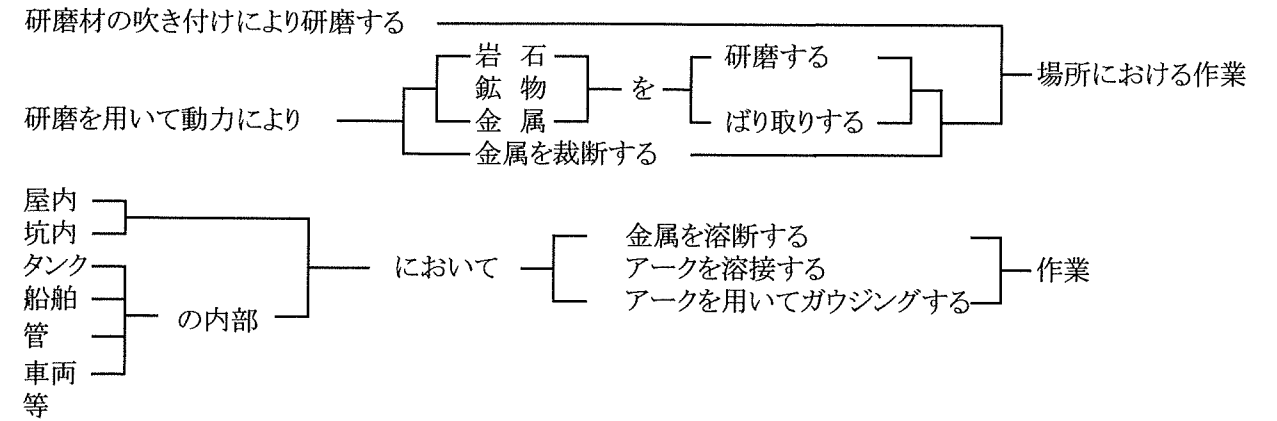 研磨材の吹き付けにより研磨する
岩 石
鉱 物
金 属
を
研磨する
ばり取りする
場所における作業
研磨を用いて動力により
金属を裁断する
屋内
坑内
タンク
船舶
管
車両
等
の内部
において
金属を溶断する
アークを溶接する
アークを用いてガウジングする
作業